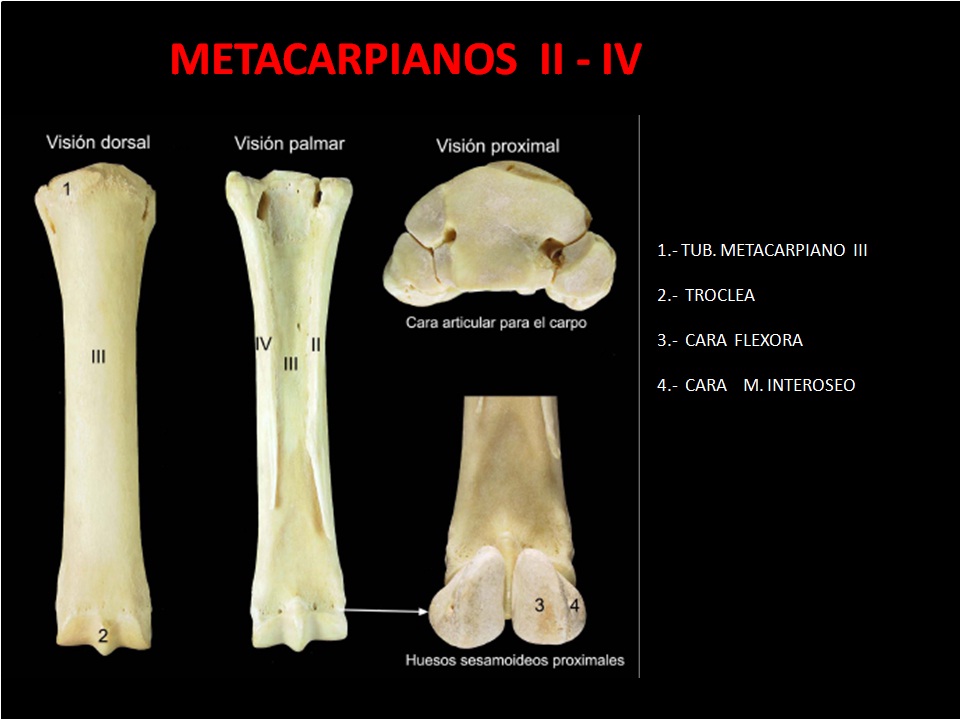 METACARPIANOS II - IV
Visión dorsal
Visión palmar
Visión proximal
1
Cara articular para el carpo
III
IV
III
II
3
4
2
Huesos sesamoideos proximales
1.- TUB. METACARPIANO III
2.- TROCLEA
3.- CARA FLEXORA
4.- CARA M. INTEROSEO